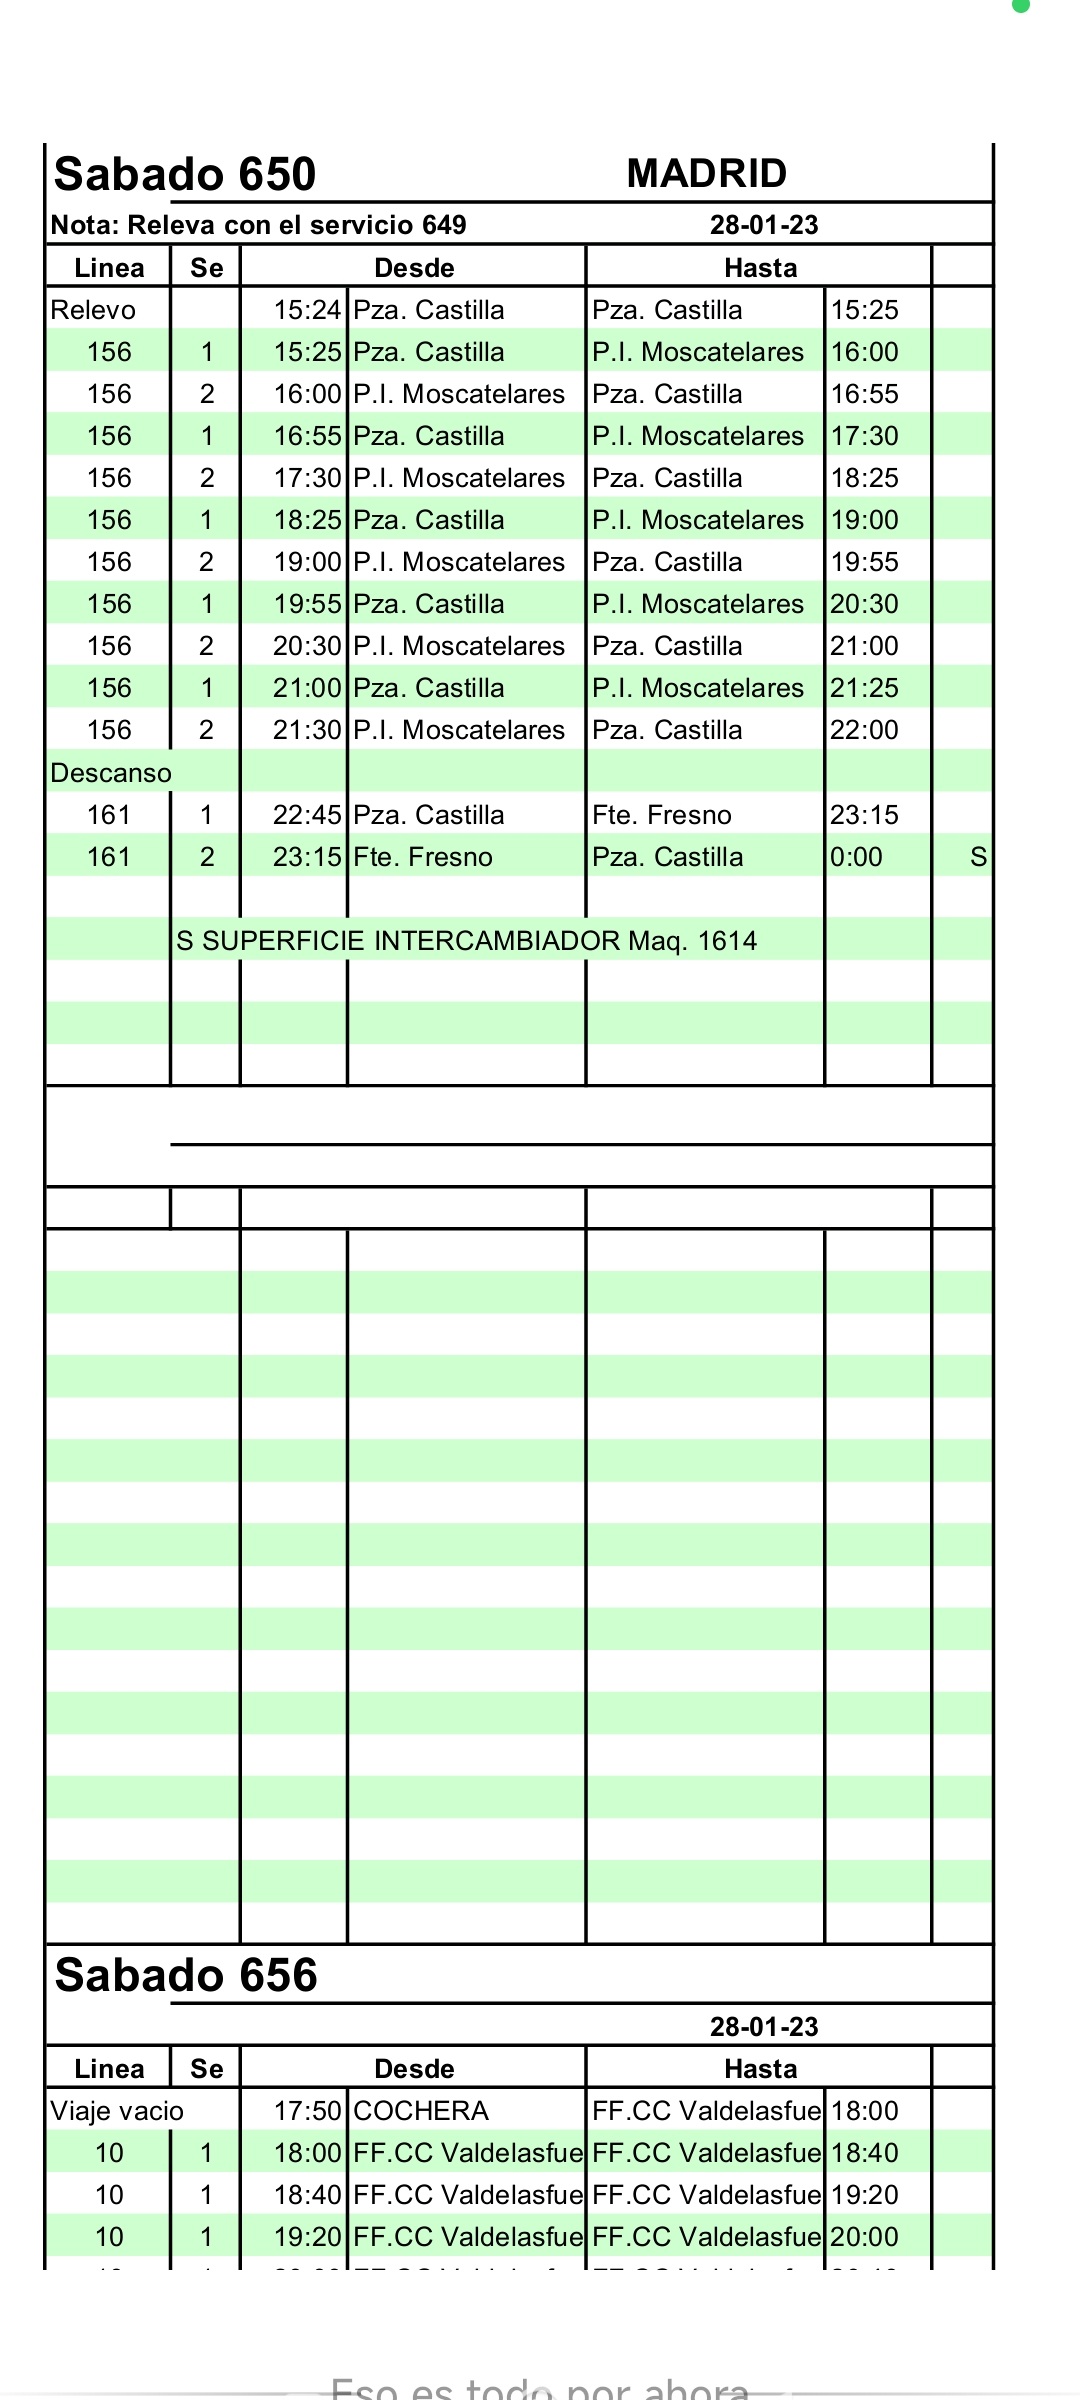 Sabado 650 MADRID
Nota: Releva con el servicio 649 28-01-23
Linea Se Desde Hasta
Relevo 15:24 Pza. Castilla Pza. Castilla 15:25
156 1 15:25 Pza. Castilla P.I. Moscatelares 16:00
156 2 16:00 P.I. Moscatelares Pza. Castilla 16:55
156 1 16:55 Pza. Castilla P.I. Moscatelares 17:30
156 2 17:30 P.I. Moscatelares Pza. Castilla 18:25
156 1 18:25 Pza. Castilla P.I. Moscatelares 19:00
156 2 19:00 P.I. Moscatelares Pza. Castilla 19:55
156 1 19:55 Pza. Castilla P.I. Moscatelares 20:30
156 2 20:30 P.I. Moscatelares Pza. Castilla 21:00
156 1 21:00 Pza. Castilla P.I. Moscatelares 21:25
156 2 21:30 P.I. Moscatelares Pza. Castilla 22:00
Descanso
161 1 22:45 Pza. Castilla Fte. Fresno 23:15
161 2 23:15 Fte. Fresno Pza. Castilla 0:00 S
S SUPERFICIE INTERCAMBIADOR Maq. 1614
Sabado 656
28-01-23
Linea Se Desde Hasta
Viaje vacio 17:50 COCHERA FF.CC Valdelasfue 18:00
10 1 18:00 FF.CC Valdelasfue FF.CC Valdelasfue 18:40
10 1 18:40 FF.CC Valdelasfue FF.CC Valdelasfue 19:20
10 1 19:20 FF.CC Valdelasfue FF.CC Valdelasfue 20:00
Eso es todo por ahora